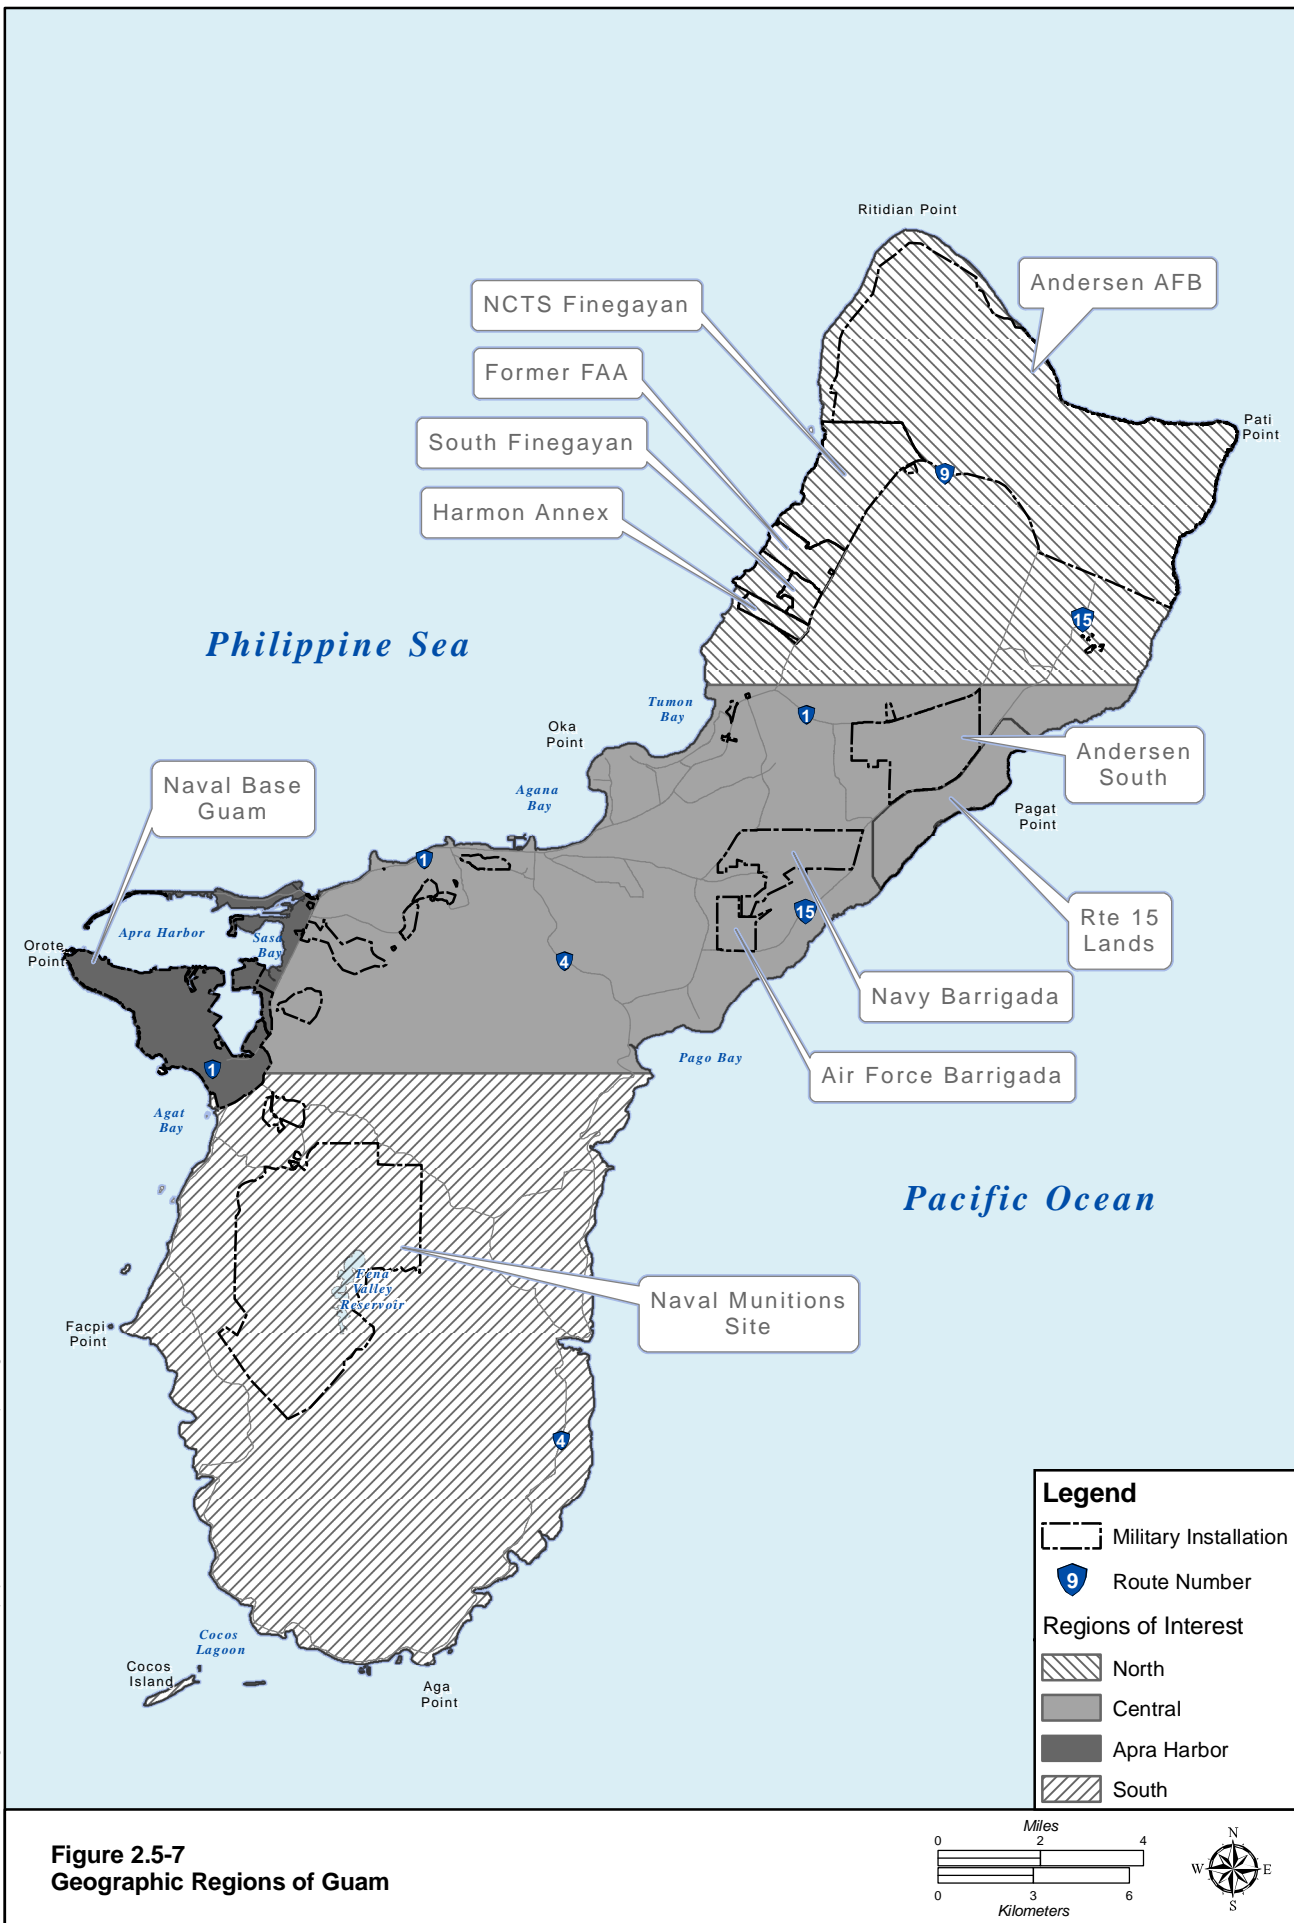 Ritidian Point
Andersen AFB
NCTS Finegayan
Former FAA
Pati
Point
South Finegayan
9
Harmon Annex
15
Philippine Sea
Tumon
Bay
1
Oka
Point
Andersen
South
Naval Base
Guam
Agana
Bay
Pagat
Point
1
15
Rte 15
Lands
Apra Harbor
Sasa
Bay
Orote
Point
4
Navy Barrigada
Pago Bay
1
Air Force Barrigada
Agat
Bay
Pacific Ocean
Fena
Valley
Reservoir
Naval Munitions
Site
Facpi
Point
4
Cocos
Lagoon
Cocos
Island
Aga
Point
Legend
Military Installation
9 Route Number
Regions of Interest
North
Central
Apra Harbor
South
Figure 2.5-7
Geographic Regions of Guam
Miles
0 2 4
0 3 6
Kilometers
N
W E
S